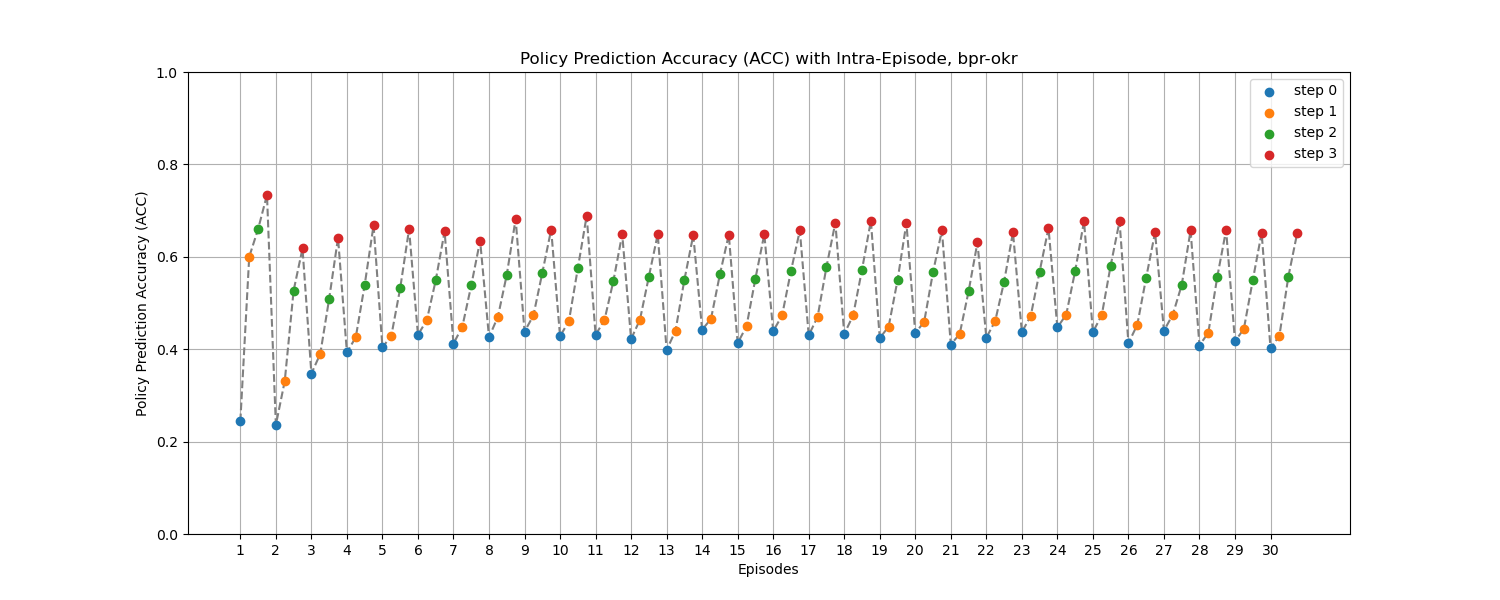 Policy Prediction Accuracy (ACC) with Intra-Episode, bpr-okr
Policy Prediction Accuracy (ACC)
1.0
0.8
0.6
0.4
0.2
0.0
step 0
step 1
step 2
step 3
1 2 3 4 5 6 7 8 9 10 11 12 13 14 15 16 17 18 19 20 21 22 23 24 25 26 27 28 29 30
Episodes